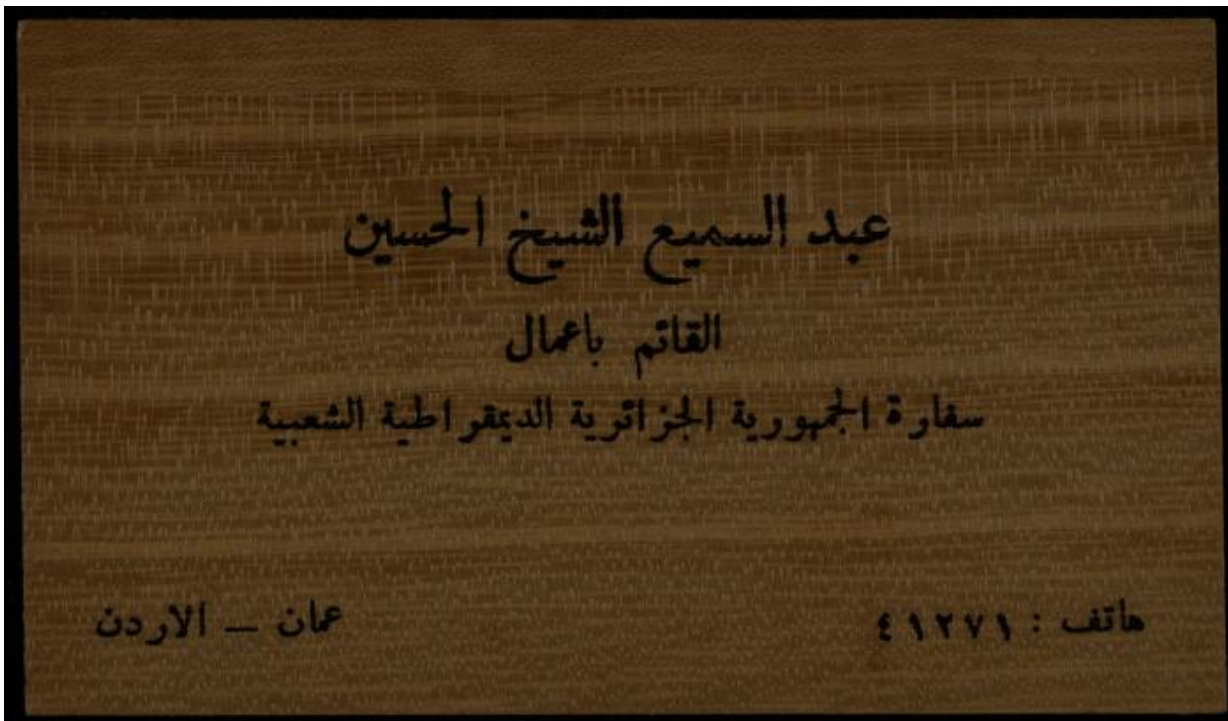 عبد السميع الشيخ الحسين
القائم باعمال
سفارة الجمهورية الجزائرية الديمقراطية الشعبية
هاتف : ٤١٢٧١
عمان – الاردن